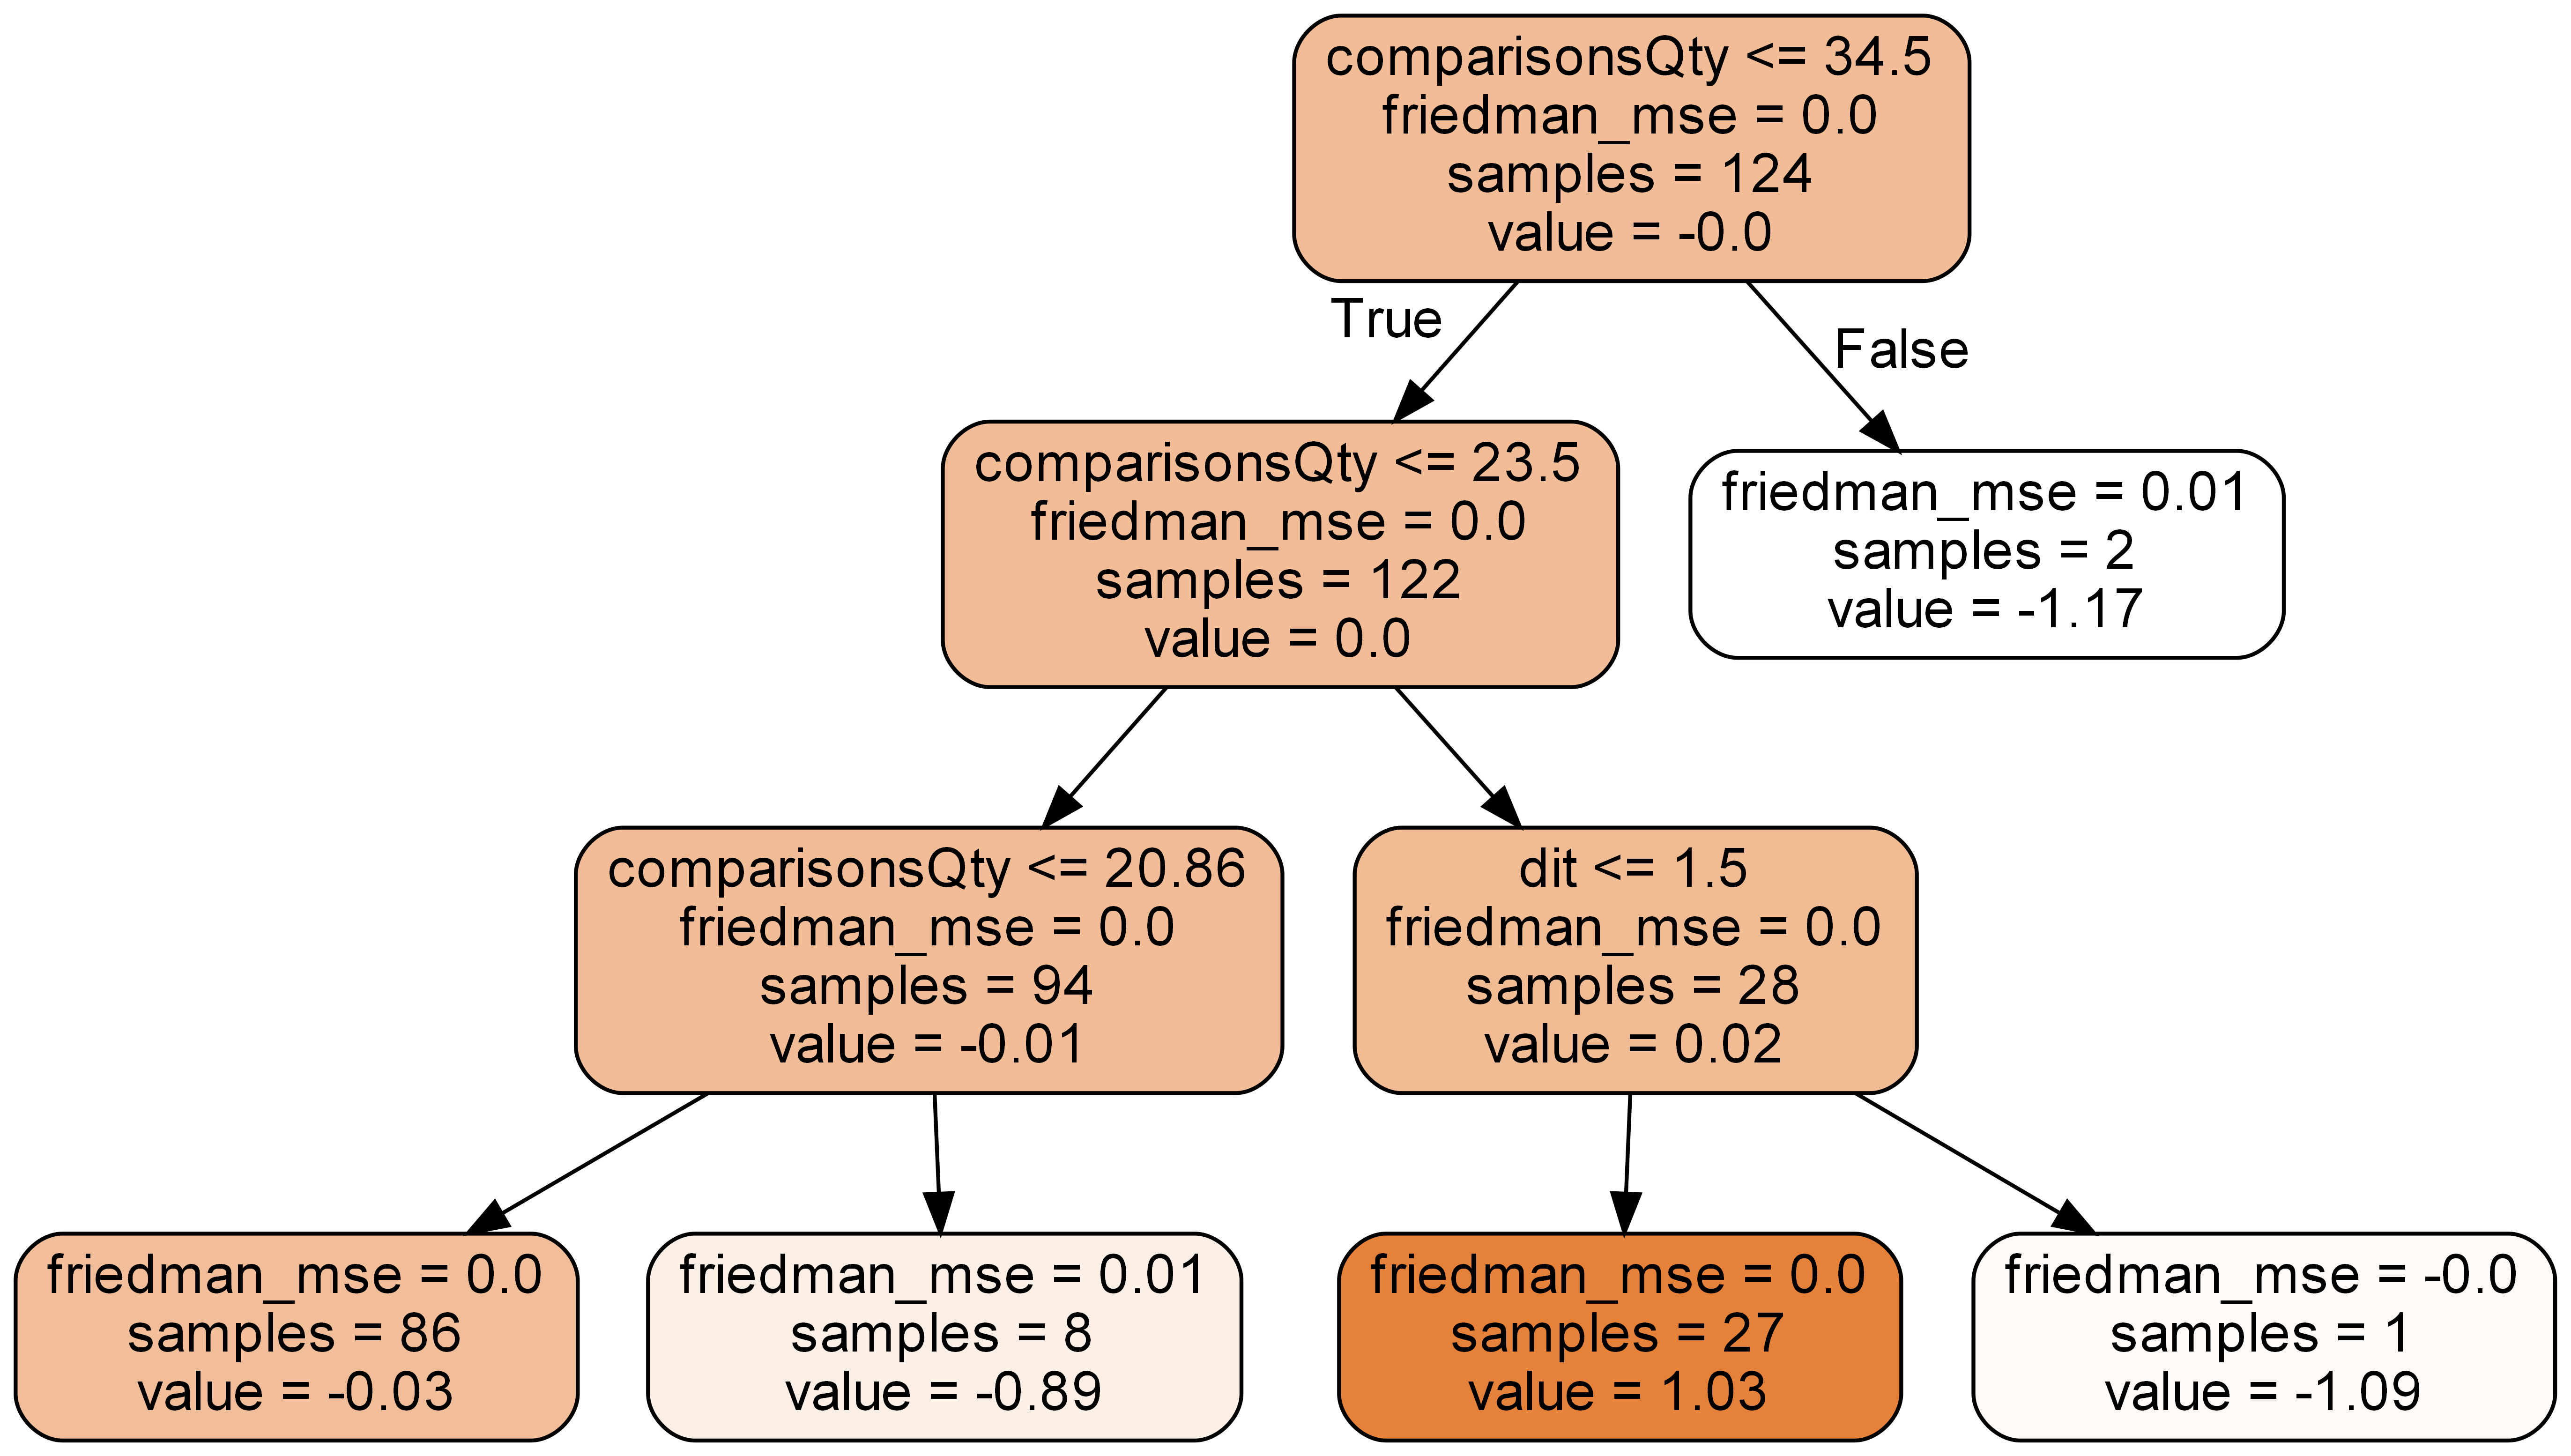 comparisonsQty <= 34.5
friedman_mse = 0.0
samples = 124
value = -0.0
True
False
comparisonsQty <= 23.5
friedman_mse = 0.0
samples = 122
value = 0.0
friedman_mse = 0.01
samples = 2
value = -1.17
comparisonsQty <= 20.86
friedman_mse = 0.0
samples = 94
value = -0.01
dit <= 1.5
friedman_mse = 0.0
samples = 28
value = 0.02
friedman_mse = 0.0
samples = 86
value = -0.03
friedman_mse = 0.01
samples = 8
value = -0.89
friedman_mse = 0.0
samples = 27
value = 1.03
friedman_mse = -0.0
samples = 1
value = -1.09